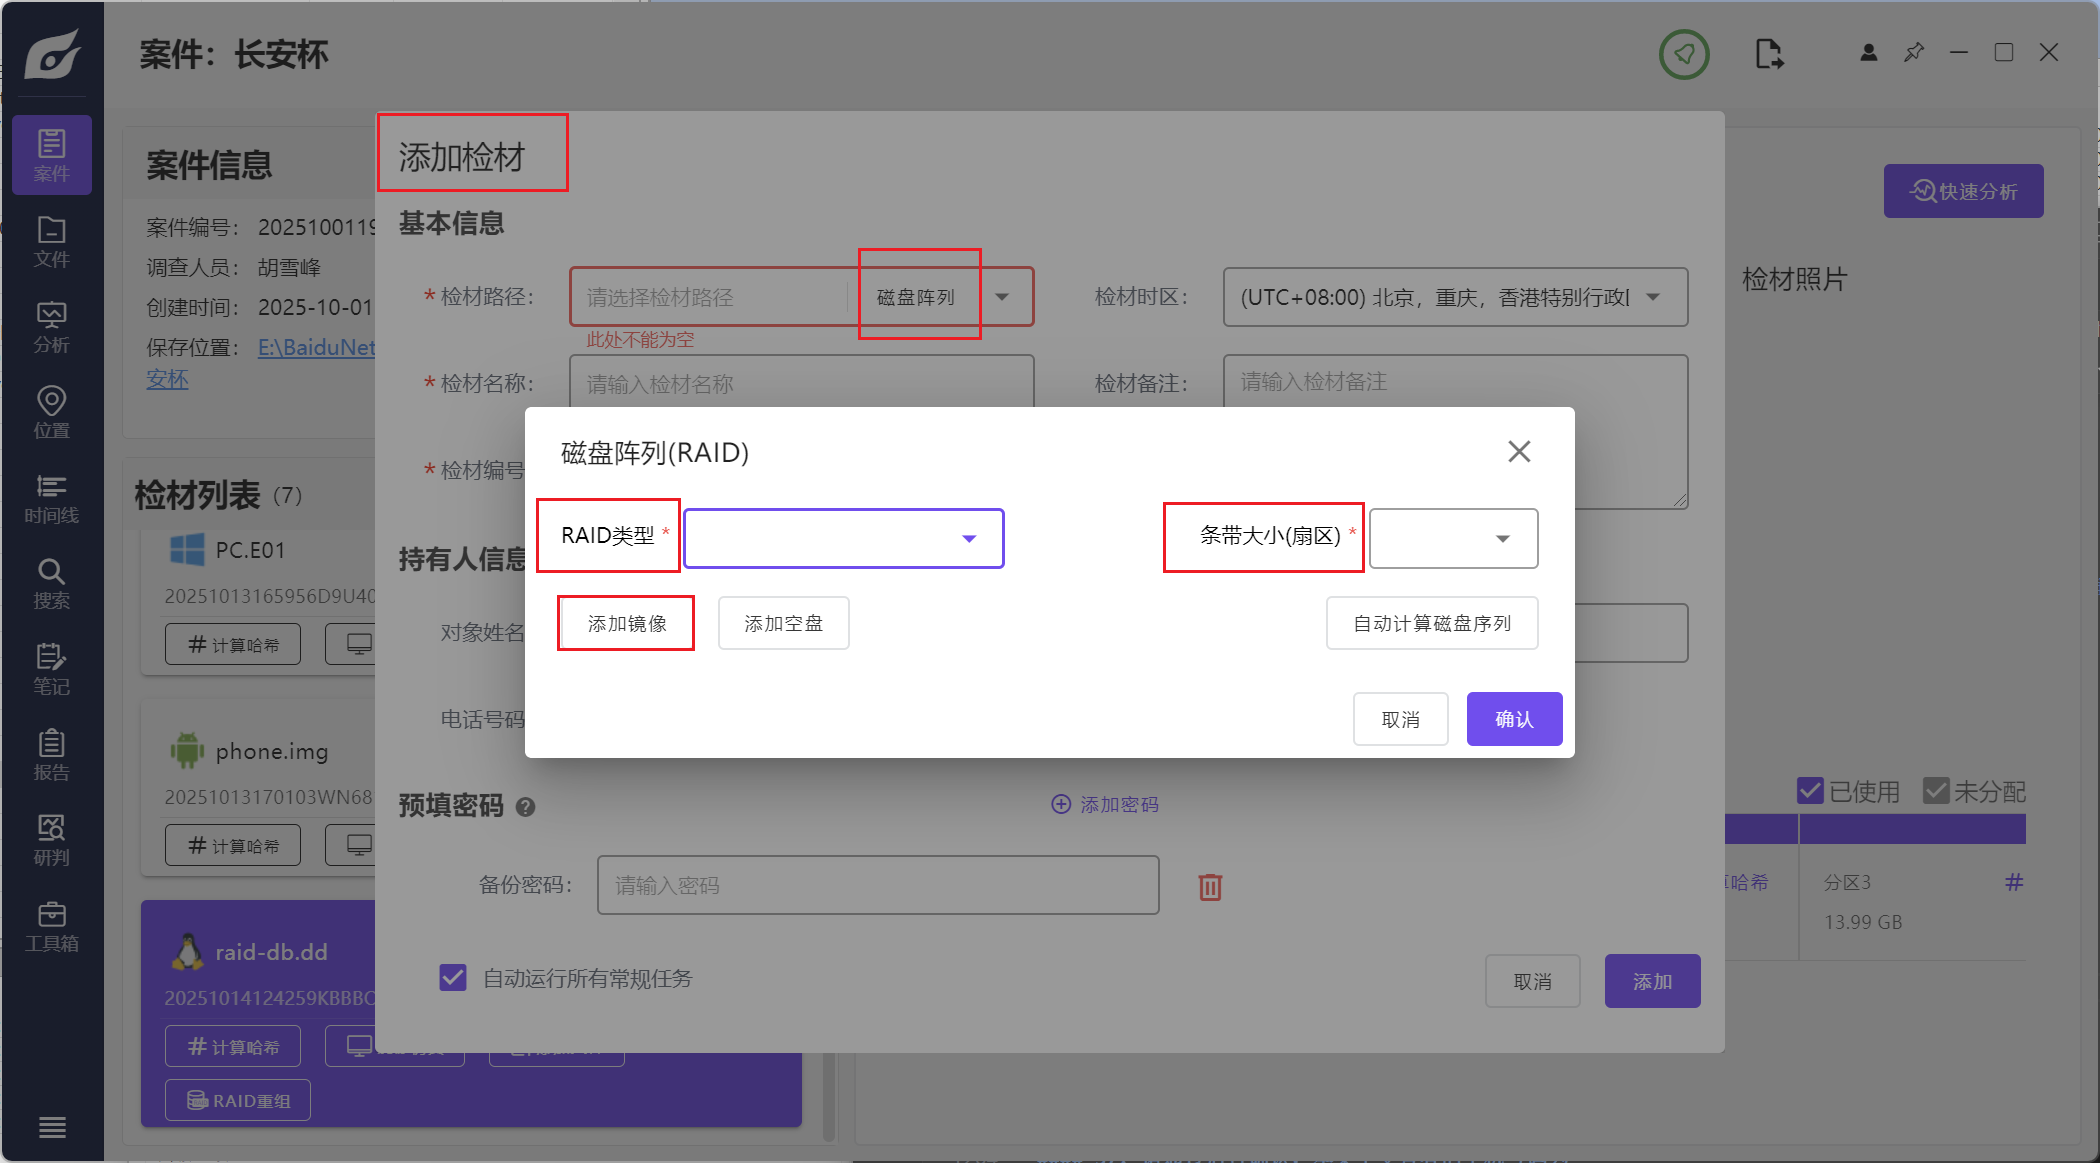 案件：长安杯
案件
文件
分析
位置
时间线
搜索
笔记
报告
研判
工具箱
案件信息
案件编号： 2025100119
调查人员： 胡雪峰
创建时间： 2025-10-01
保存位置： E:\BaiduNet
安杯
检材列表 (7)
PC.E01
20251013165956D9U40
# 计算哈希
phone.img
20251013170103WN68
# 计算哈希
raid-db.dd
20251014124259KBBBC
# 计算哈希
RAID重组
添加检材
基本信息
* 检材路径： 请选择检材路径 磁盘阵列
此处不能为空
检材时区： (UTC+08:00) 北京，重庆，香港特别行政
* 检材名称： 请输入检材名称
检材备注： 请输入检材备注
* 检材编号
持有人信息
对象姓名
电话号码
磁盘阵列(RAID)
RAID类型 *
条带大小(扇区) *
添加镜像
添加空盘
自动计算磁盘序列
取消
确认
预填密码
添加密码
备份密码： 请输入密码
自动运行所有常规任务
取消
添加
快速分析
检材照片
已使用
未分配
哈希
分区3
#
13.99 GB